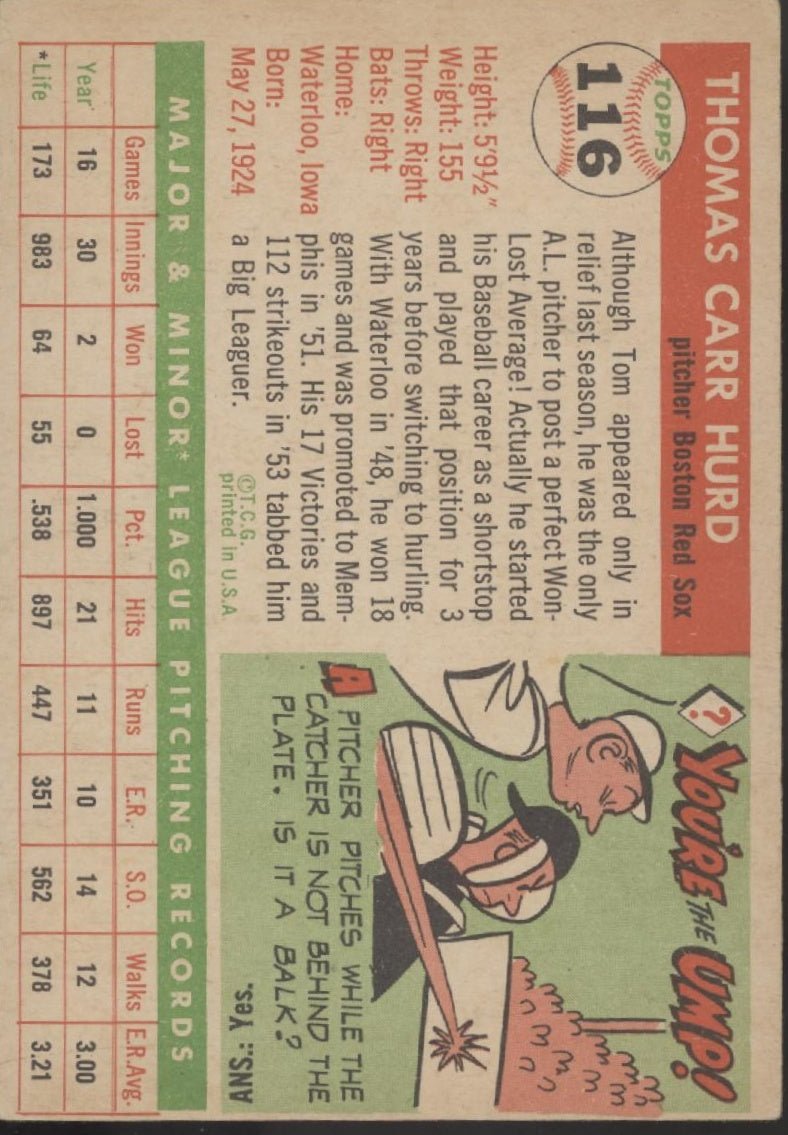 TOPPS
116
THOMAS CARR HURD
pitcher Boston Red Sox
Height: 5'9½"
Weight: 155
Throws: Right
Bats: Right
Home:
Waterloo, Iowa
Born:
May 27, 1924
Although Tom appeared only in
relief last season, he was the only
A.L. pitcher to post a perfect Won-
Lost Average! Actually he started
his Baseball career as a shortstop
and played that position for 3
years before switching to hurling.
With Waterloo in '48, he won 18
games and was promoted to Mem-
phis in '51. His 17 Victories and
112 strikeouts in '53 tabbed him
a Big Leaguer.
©T.C.G.
printed in U.S.A
?
YOU'RE THE UMP!
A PITCHER PITCHES WHILE THE
CATCHER IS NOT BEHIND THE
PLATE. IS IT A BALK?
ANS.: Yes.
MAJOR & MINOR* LEAGUE PITCHING RECORDS
Games Innings Won Lost Pct. Hits Runs E.R. S.O. Walks E.R.Avg.
Year 16 30 2 0 1.000 21 11 10 14 12 3.00
*Life 173 983 64 55 .538 897 447 351 562 378 3.21